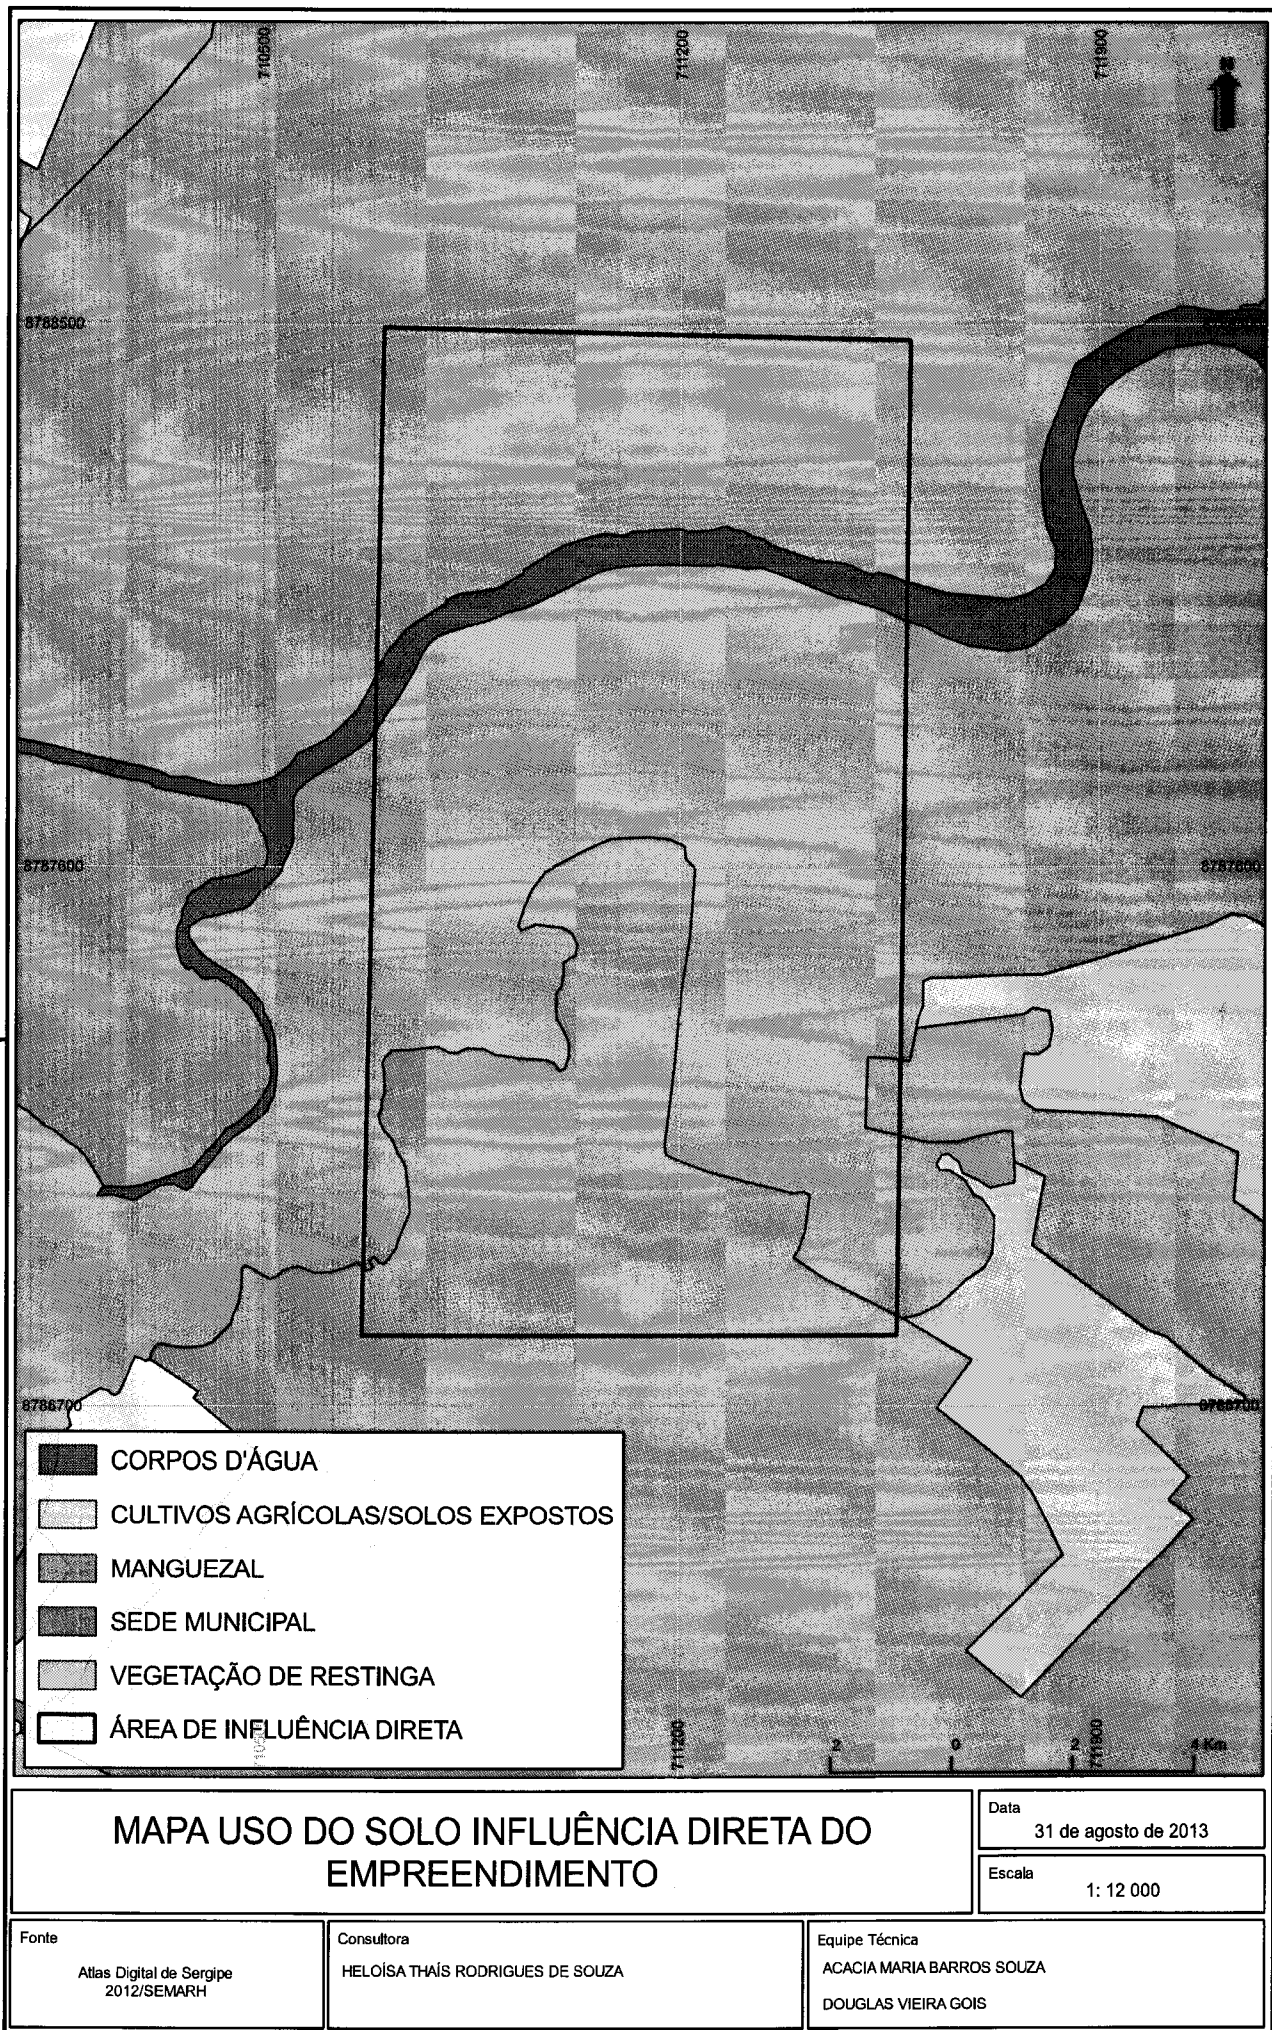 710500
711200
711900
N
8788500
8787600
8787600
8786700
8786700
CORPOS D'ÁGUA
CULTIVOS AGRÍCOLAS/SOLOS EXPOSTOS
MANGUEZAL
SEDE MUNICIPAL
VEGETAÇÃO DE RESTINGA
ÁREA DE INFLUÊNCIA DIRETA
710500
711200
711900
2 0 2 4 Km
MAPA USO DO SOLO INFLUÊNCIA DIRETA DO
EMPREENDIMENTO
Data
31 de agosto de 2013
Escala
1: 12 000
Fonte
Atlas Digital de Sergipe
2012/SEMARH
Consultora
HELOÍSA THAÍS RODRIGUES DE SOUZA
Equipe Técnica
ACACIA MARIA BARROS SOUZA
DOUGLAS VIEIRA GOIS